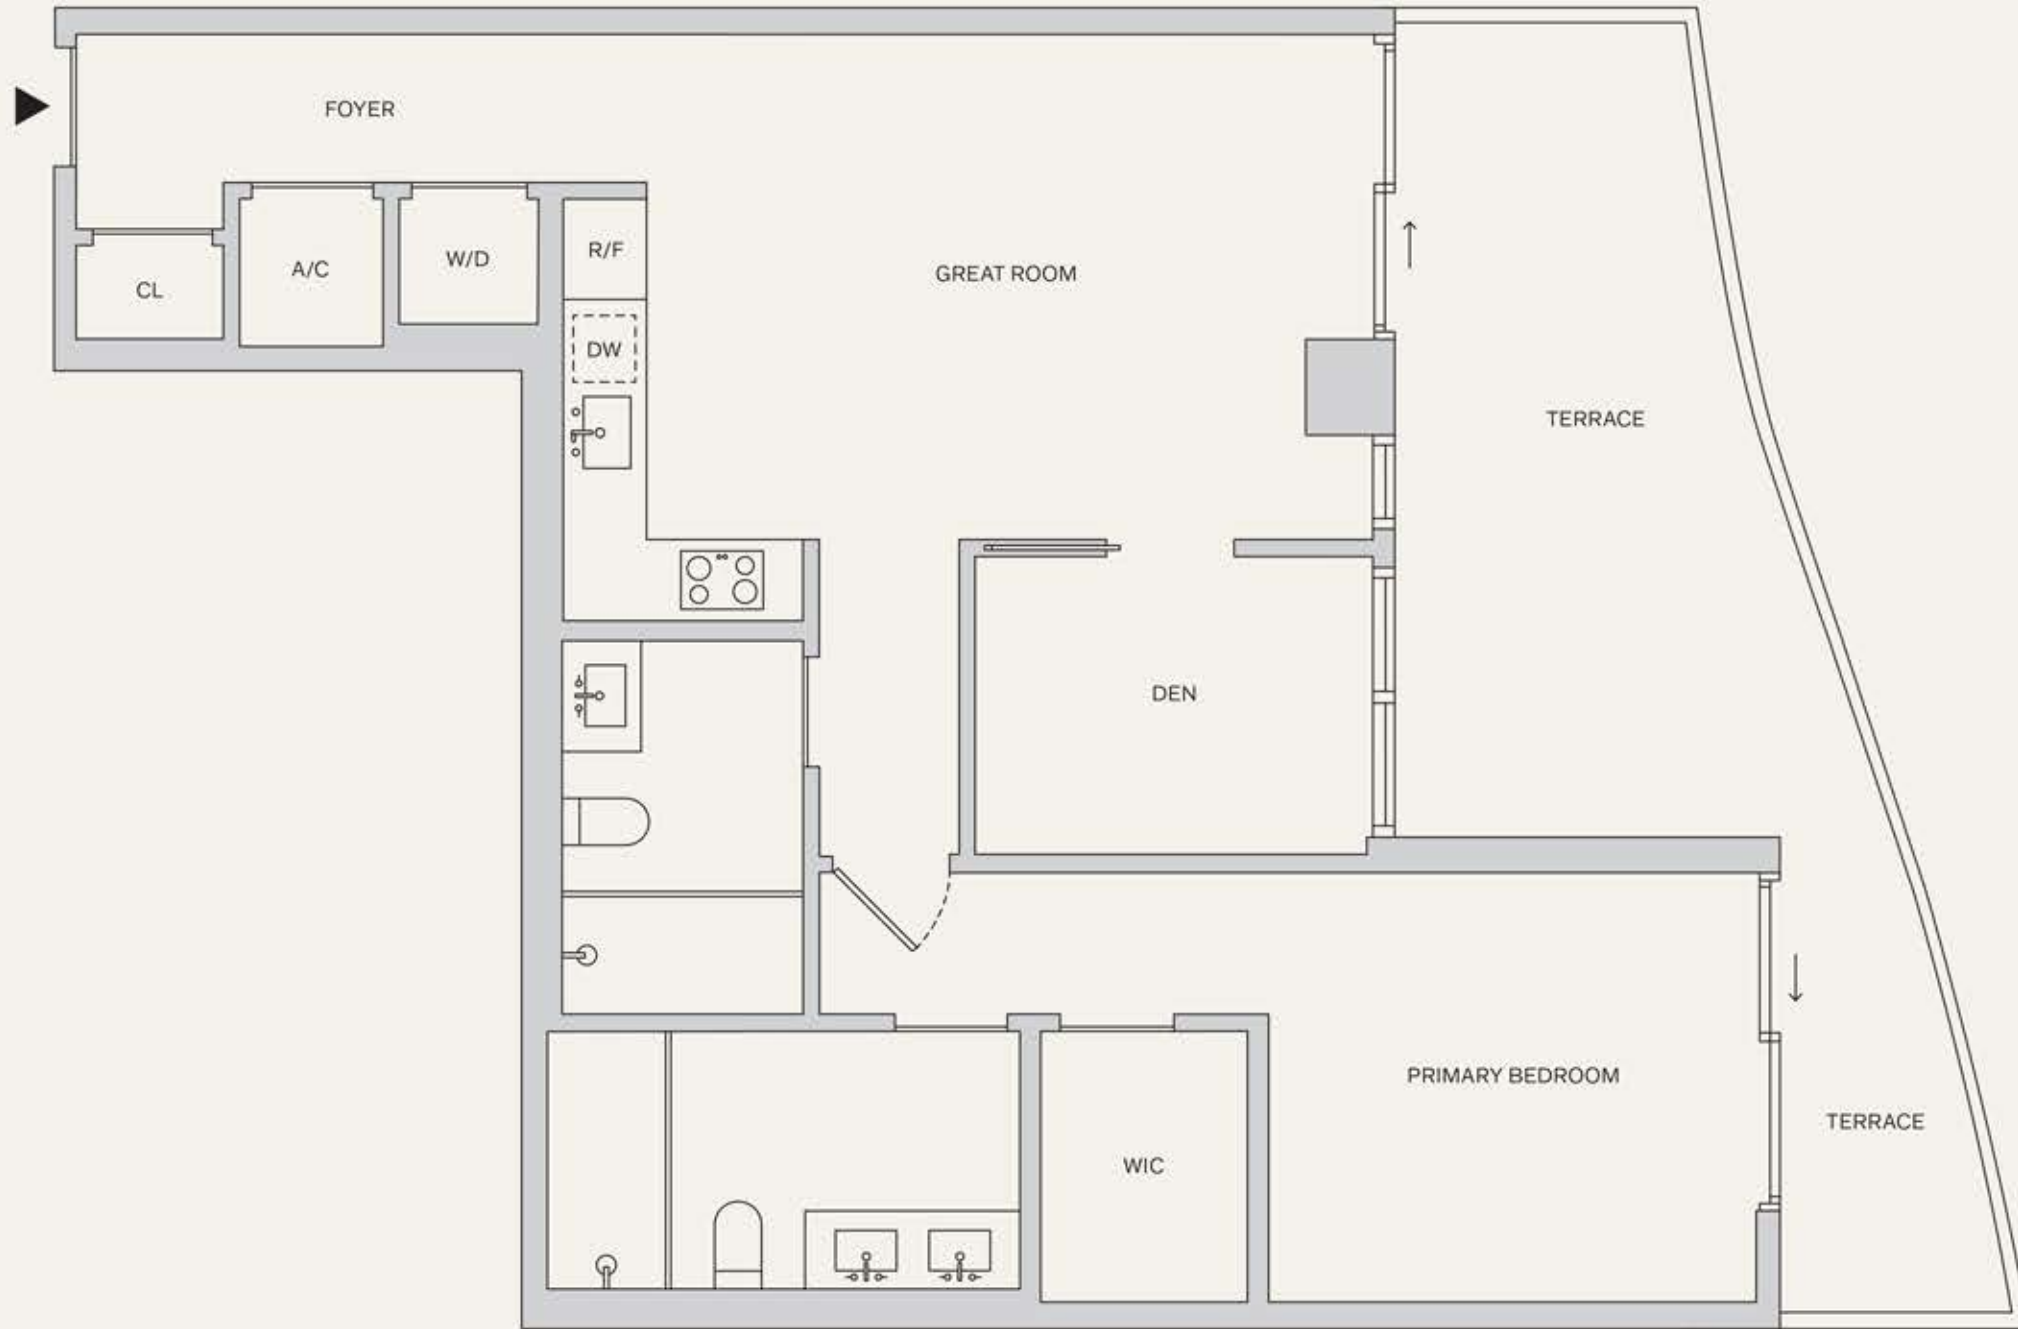 FOYER
A/C
W/D
R/F
CL
GREAT ROOM
DW
TERRACE
DEN
PRIMARY BEDROOM
TERRACE
WIC